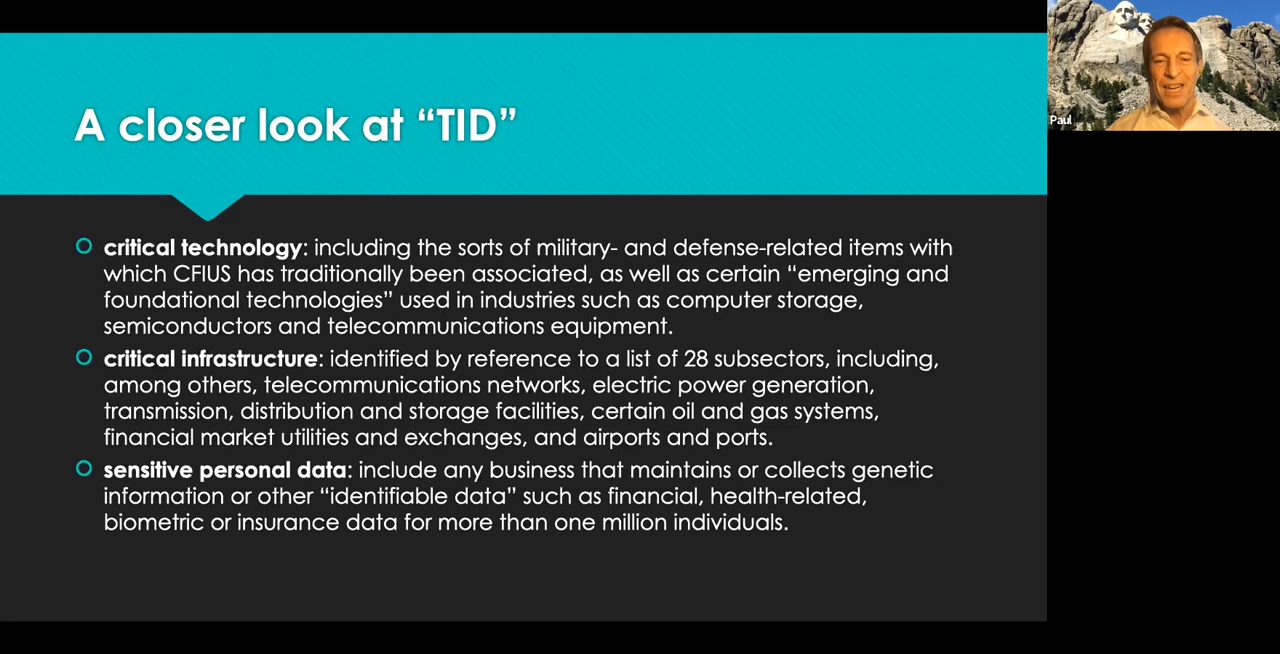 A closer look at “TID”
critical technology: including the sorts of military- and defense-related items with
which CFIUS has traditionally been associated, as well as certain “emerging and
foundational technologies” used in industries such as computer storage,
semiconductors and telecommunications equipment.
critical infrastructure: identified by reference to a list of 28 subsectors, including,
among others, telecommunications networks, electric power generation,
transmission, distribution and storage facilities, certain oil and gas systems,
financial market utilities and exchanges, and airports and ports.
sensitive personal data: include any business that maintains or collects genetic
information or other “identifiable data” such as financial, health-related,
biometric or insurance data for more than one million individuals.
Paul